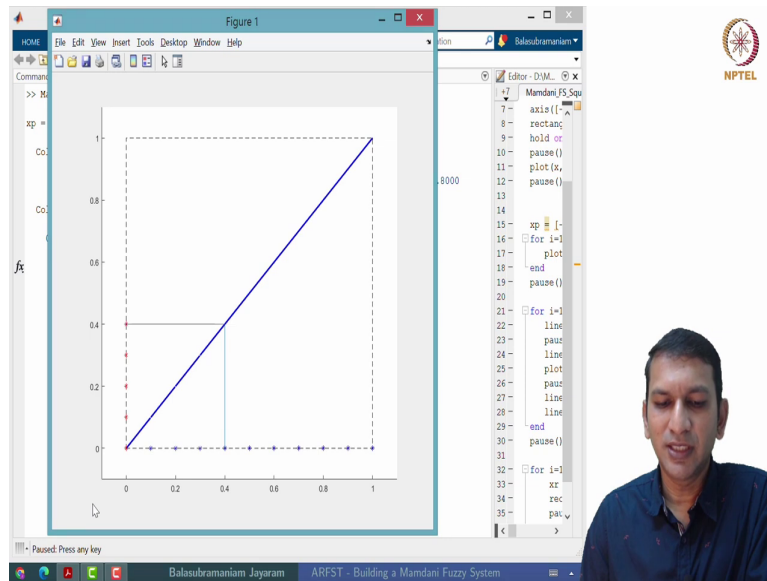 Figure 1
File Edit View Insert Tools Desktop Window Help
HOME
Balasubramaniam
Editor - D:\M...
+7 Mamdani_FS_Squ
>> M
xp =
Co
.8000
Co
fx
1
0.8
0.6
0.4
0.2
0
0 0.2 0.4 0.6 0.8 1
7 axis([-
8 rectang
9 hold on
10 pause()
11 plot(x,
12 pause()
13
14
15 xp = [-
16 for i=1
17 plot
18 end
19 pause()
20
21 for i=1
22 line
23 paus
24 line
25 plot
26 paus
27 line
28 line
29 end
30 pause()
31
32 for i=1
33 xr
34 rec
35 pau
Paused: Press any key
Balasubramaniam Jayaram ARFST - Building a Mamdani Fuzzy System
NPTEL